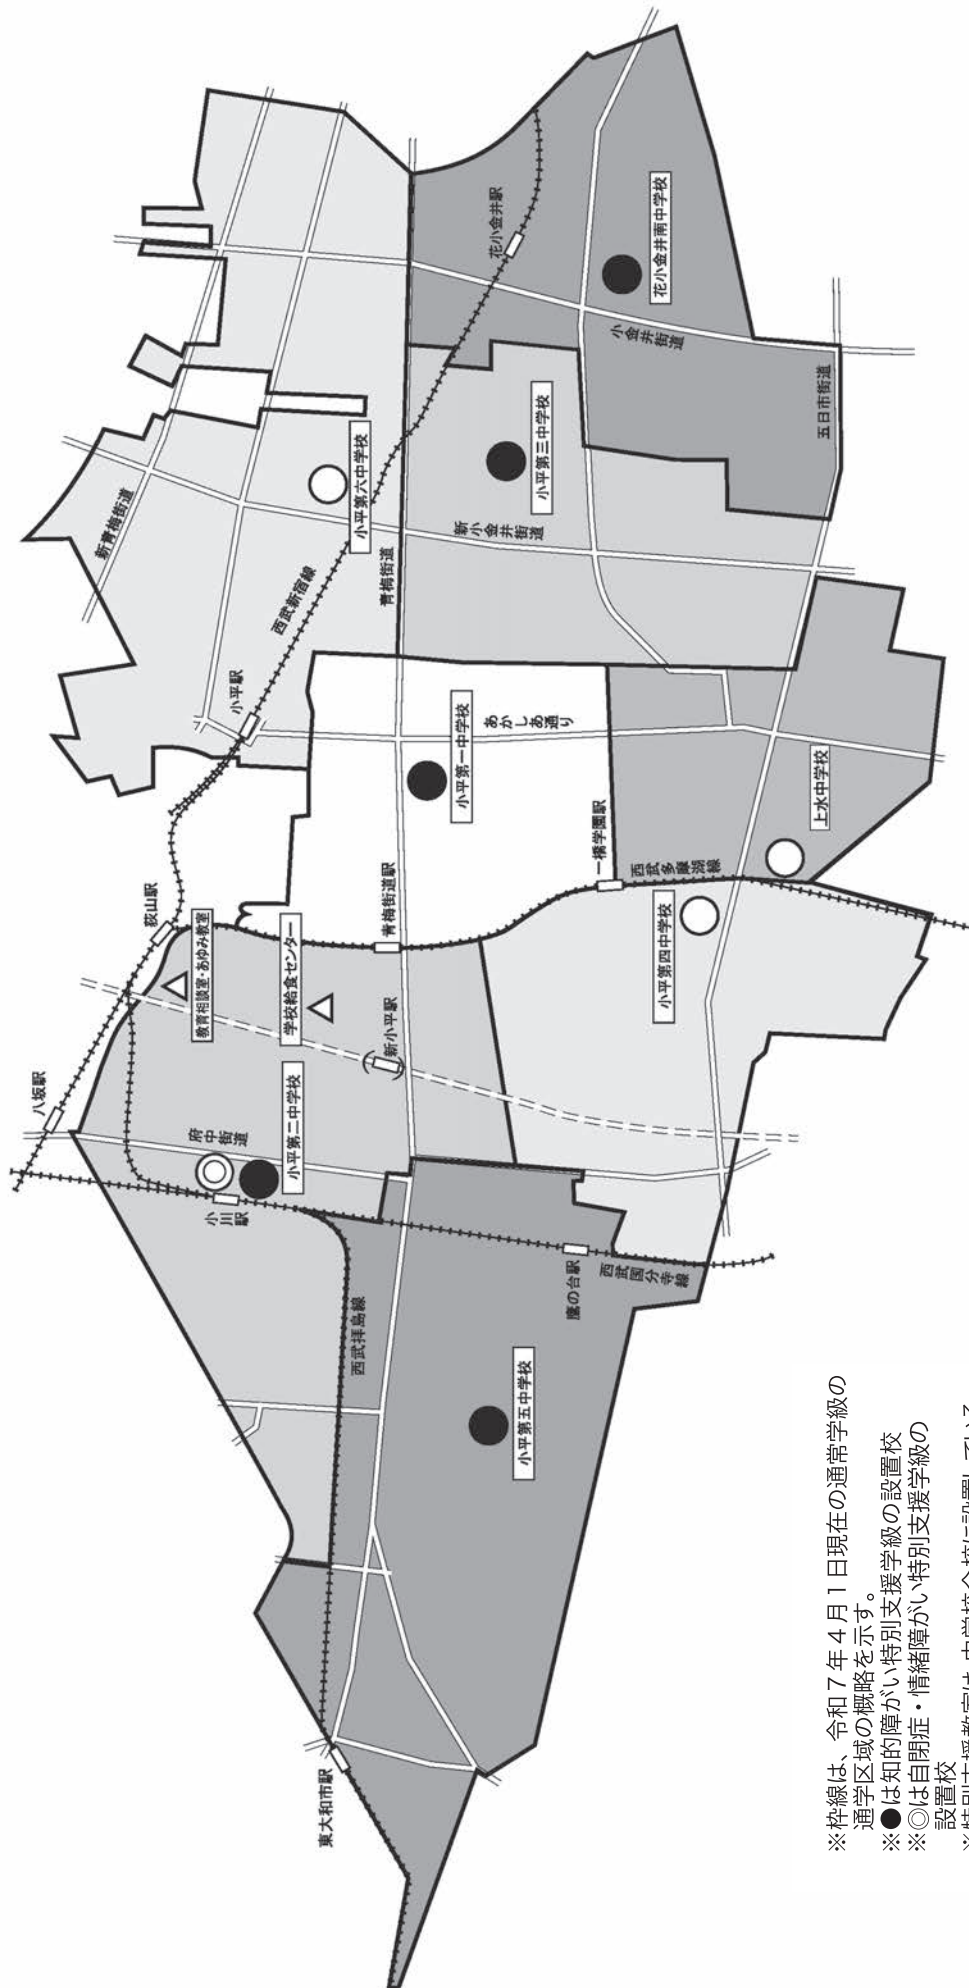 東大和市駅
西武拝島線
小平第五中学校
鷹の台駅
西武国分寺線
小川駅
府中街道
小平第二中学校
八坂駅
新小平駅
教育相談室・あゆみ教室
学校給食センター
萩山駅
青梅街道駅
小平第四中学校
一橋学園駅
西武多摩湖線
上水中学校
小平第一中学校
あかしあ通り
小平駅
西武新宿線
新青梅街道
青梅街道
小平第六中学校
新小金井街道
小平第三中学校
五日市街道
小金井街道
花小金井駅
花小金井南中学校
※枠線は、令和７年４月１日現在の通常学級の
通学区域の概略を示す。
※●は知的障がい特別支援学級の設置校
※◎は自閉症・情緒障がい特別支援学級の
設置校